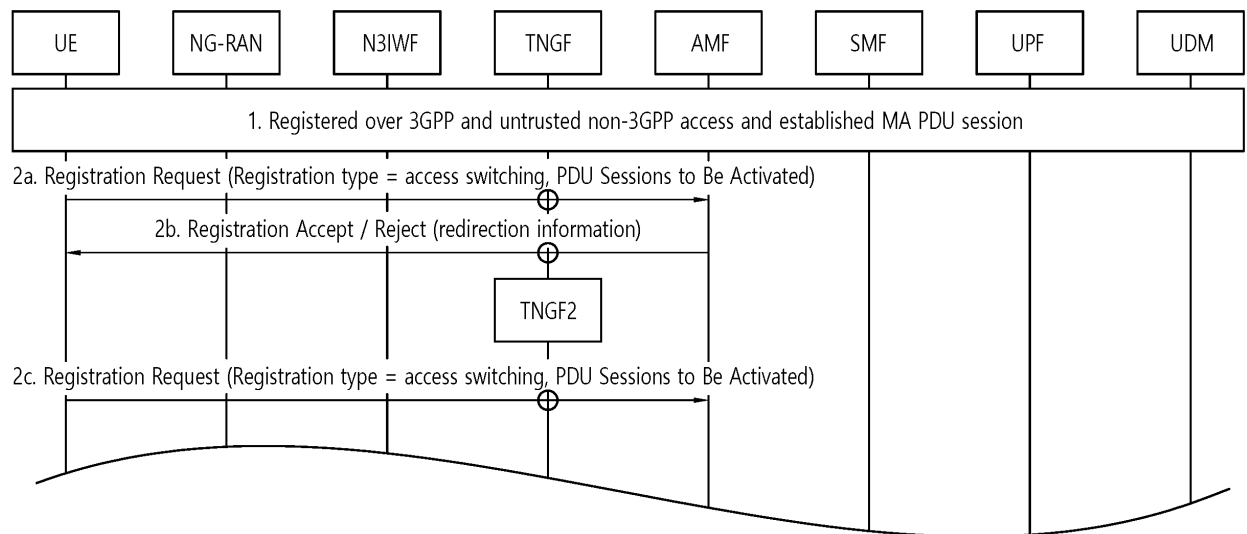 UE
NG-RAN
N3IWF
TNGF
AMF
SMF
UPF
UDM
1. Registered over 3GPP and untrusted non-3GPP access and established MA PDU session
2a. Registration Request (Registration type = access switching, PDU Sessions to Be Activated)
2b. Registration Accept / Reject (redirection information)
TNGF2
2c. Registration Request (Registration type = access switching, PDU Sessions to Be Activated)